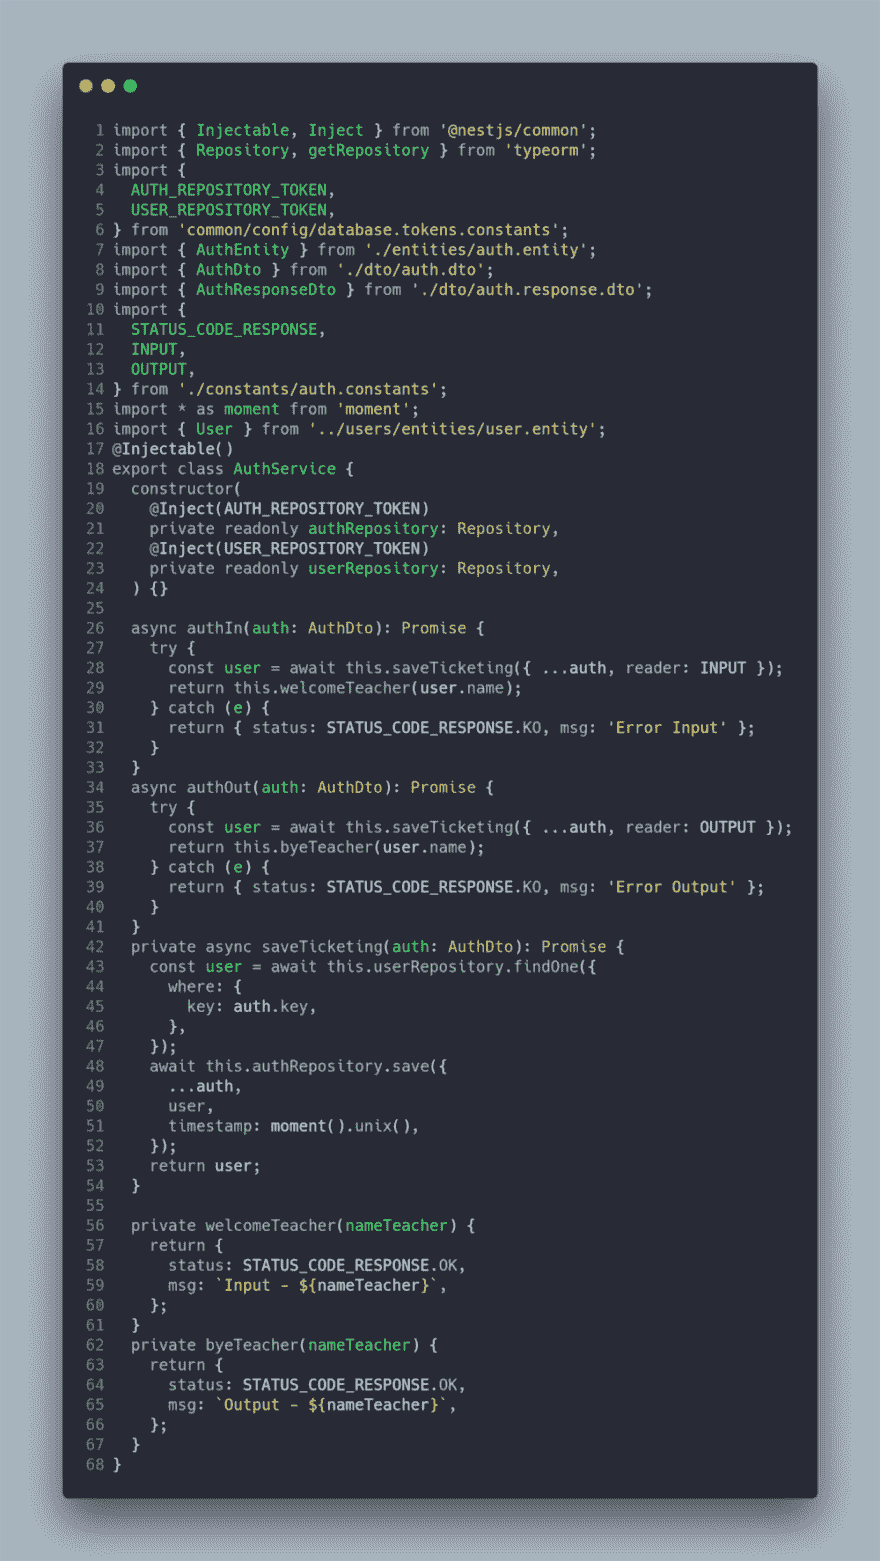 1 import { Injectable, Inject } from '@nestjs/common';
2 import { Repository, getRepository } from 'typeorm';
3 import {
4   AUTH_REPOSITORY_TOKEN,
5   USER_REPOSITORY_TOKEN,
6 } from 'common/config/database.tokens.constants';
7 import { AuthEntity } from './entities/auth.entity';
8 import { AuthDto } from './dto/auth.dto';
9 import { AuthResponseDto } from './dto/auth.response.dto';
10 import {
11   STATUS_CODE_RESPONSE,
12   INPUT,
13   OUTPUT,
14 } from './constants/auth.constants';
15 import * as moment from 'moment';
16 import { User } from '../users/entities/user.entity';
17 @Injectable()
18 export class AuthService {
19   constructor(
20     @Inject(AUTH_REPOSITORY_TOKEN)
21     private readonly authRepository: Repository,
22     @Inject(USER_REPOSITORY_TOKEN)
23     private readonly userRepository: Repository,
24   ) {}
25
26   async authIn(auth: AuthDto): Promise {
27     try {
28       const user = await this.saveTicketing({ ...auth, reader: INPUT });
29       return this.welcomeTeacher(user.name);
30     } catch (e) {
31       return { status: STATUS_CODE_RESPONSE.KO, msg: 'Error Input' };
32     }
33   }
34   async authOut(auth: AuthDto): Promise {
35     try {
36       const user = await this.saveTicketing({ ...auth, reader: OUTPUT });
37       return this.byeTeacher(user.name);
38     } catch (e) {
39       return { status: STATUS_CODE_RESPONSE.KO, msg: 'Error Output' };
40     }
41   }
42   private async saveTicketing(auth: AuthDto): Promise {
43     const user = await this.userRepository.findOne({
44       where: {
45         key: auth.key,
46       },
47     });
48     await this.authRepository.save({
49       ...auth,
50       user,
51       timestamp: moment().unix(),
52     });
53     return user;
54   }
55
56   private welcomeTeacher(nameTeacher) {
57     return {
58       status: STATUS_CODE_RESPONSE.OK,
59       msg: `Input - ${nameTeacher}`,
60     };
61   }
62   private byeTeacher(nameTeacher) {
63     return {
64       status: STATUS_CODE_RESPONSE.OK,
65       msg: `Output - ${nameTeacher}`,
66     };
67   }
68 }